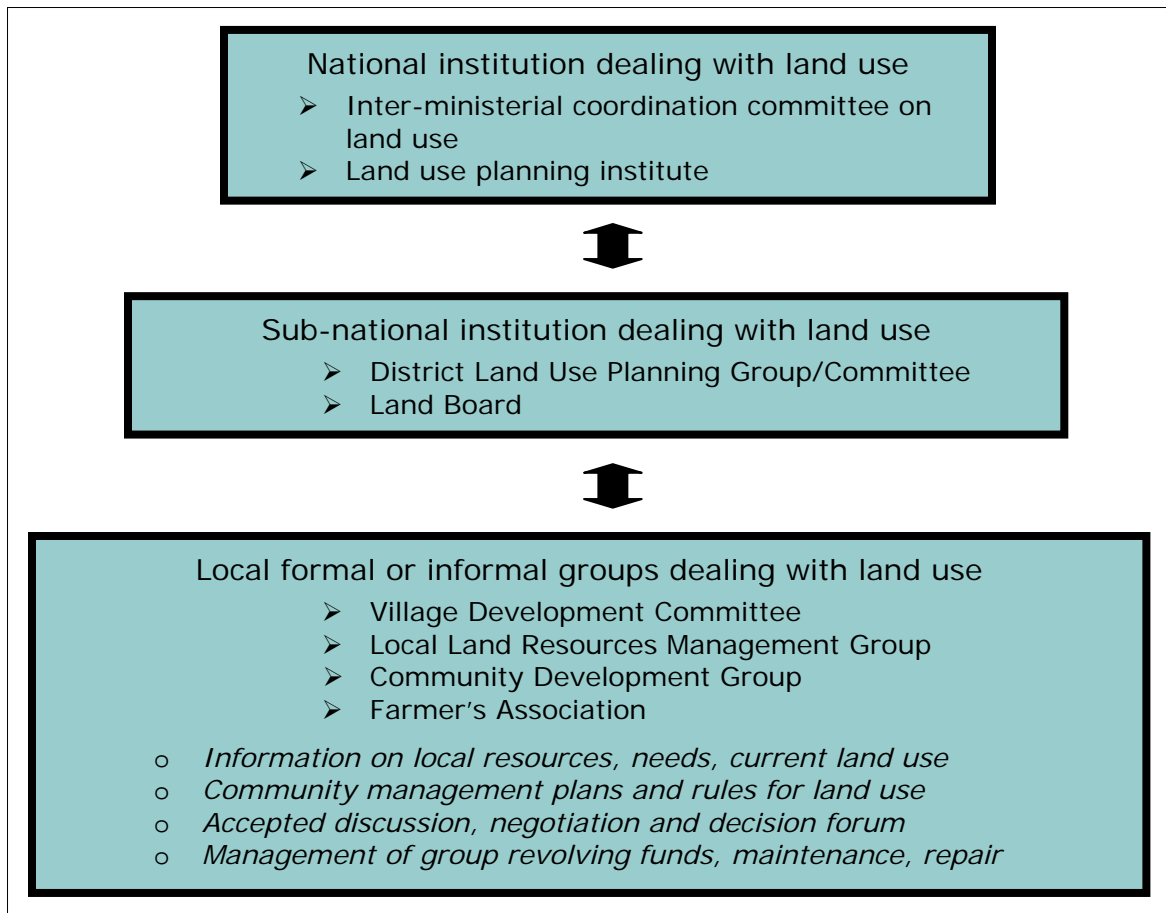 National institution dealing with land use
➢ Inter-ministerial coordination committee on
land use
➢ Land use planning institute
Sub-national institution dealing with land use
➢ District Land Use Planning Group/Committee
➢ Land Board
Local formal or informal groups dealing with land use
➢ Village Development Committee
➢ Local Land Resources Management Group
➢ Community Development Group
➢ Farmer's Association
o Information on local resources, needs, current land use
o Community management plans and rules for land use
o Accepted discussion, negotiation and decision forum
o Management of group revolving funds, maintenance, repair